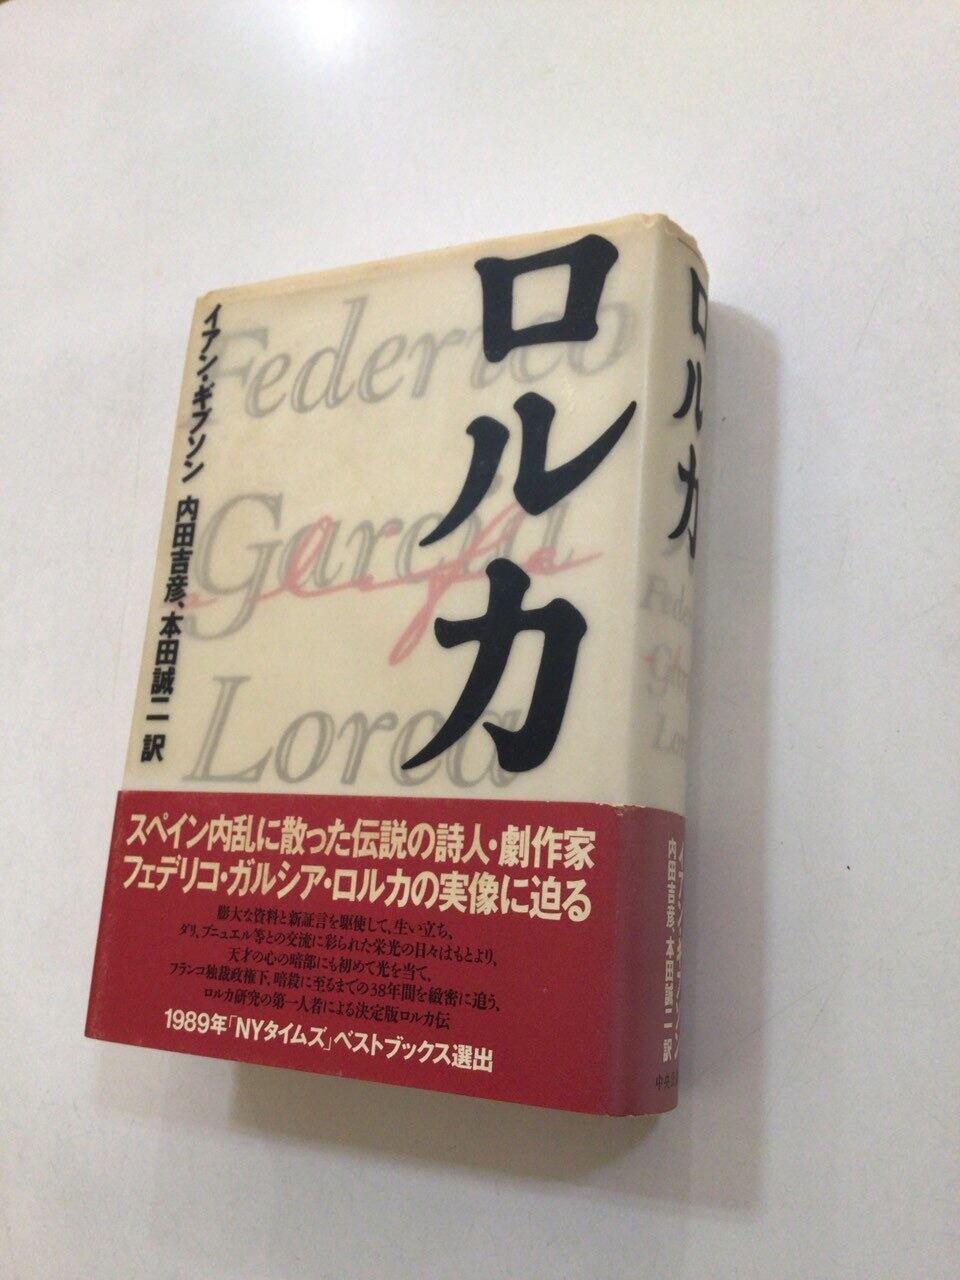 ロルカ
Federico
García
Lorca
イアン・ギブソン 内田吉彦、本田誠二 訳
スペイン内乱に散った伝説の詩人・劇作家
フェデリコ・ガルシア・ロルカの実像に迫る
膨大な資料と新証言を駆使して、生い立ち、
ダリ、ブニュエル等との交流に彩られた栄光の日々はもとより、
天才の心の暗部にも初めて光を当て、
フランコ独裁政権下、暗殺に至るまでの38年間を緻密に追う、
ロルカ研究の第一人者による決定版ロルカ伝
1989年「NYタイムズ」ベストブックス選出
ロルカ
イアン・ギブソン
内田吉彦、本田誠二 訳
中央